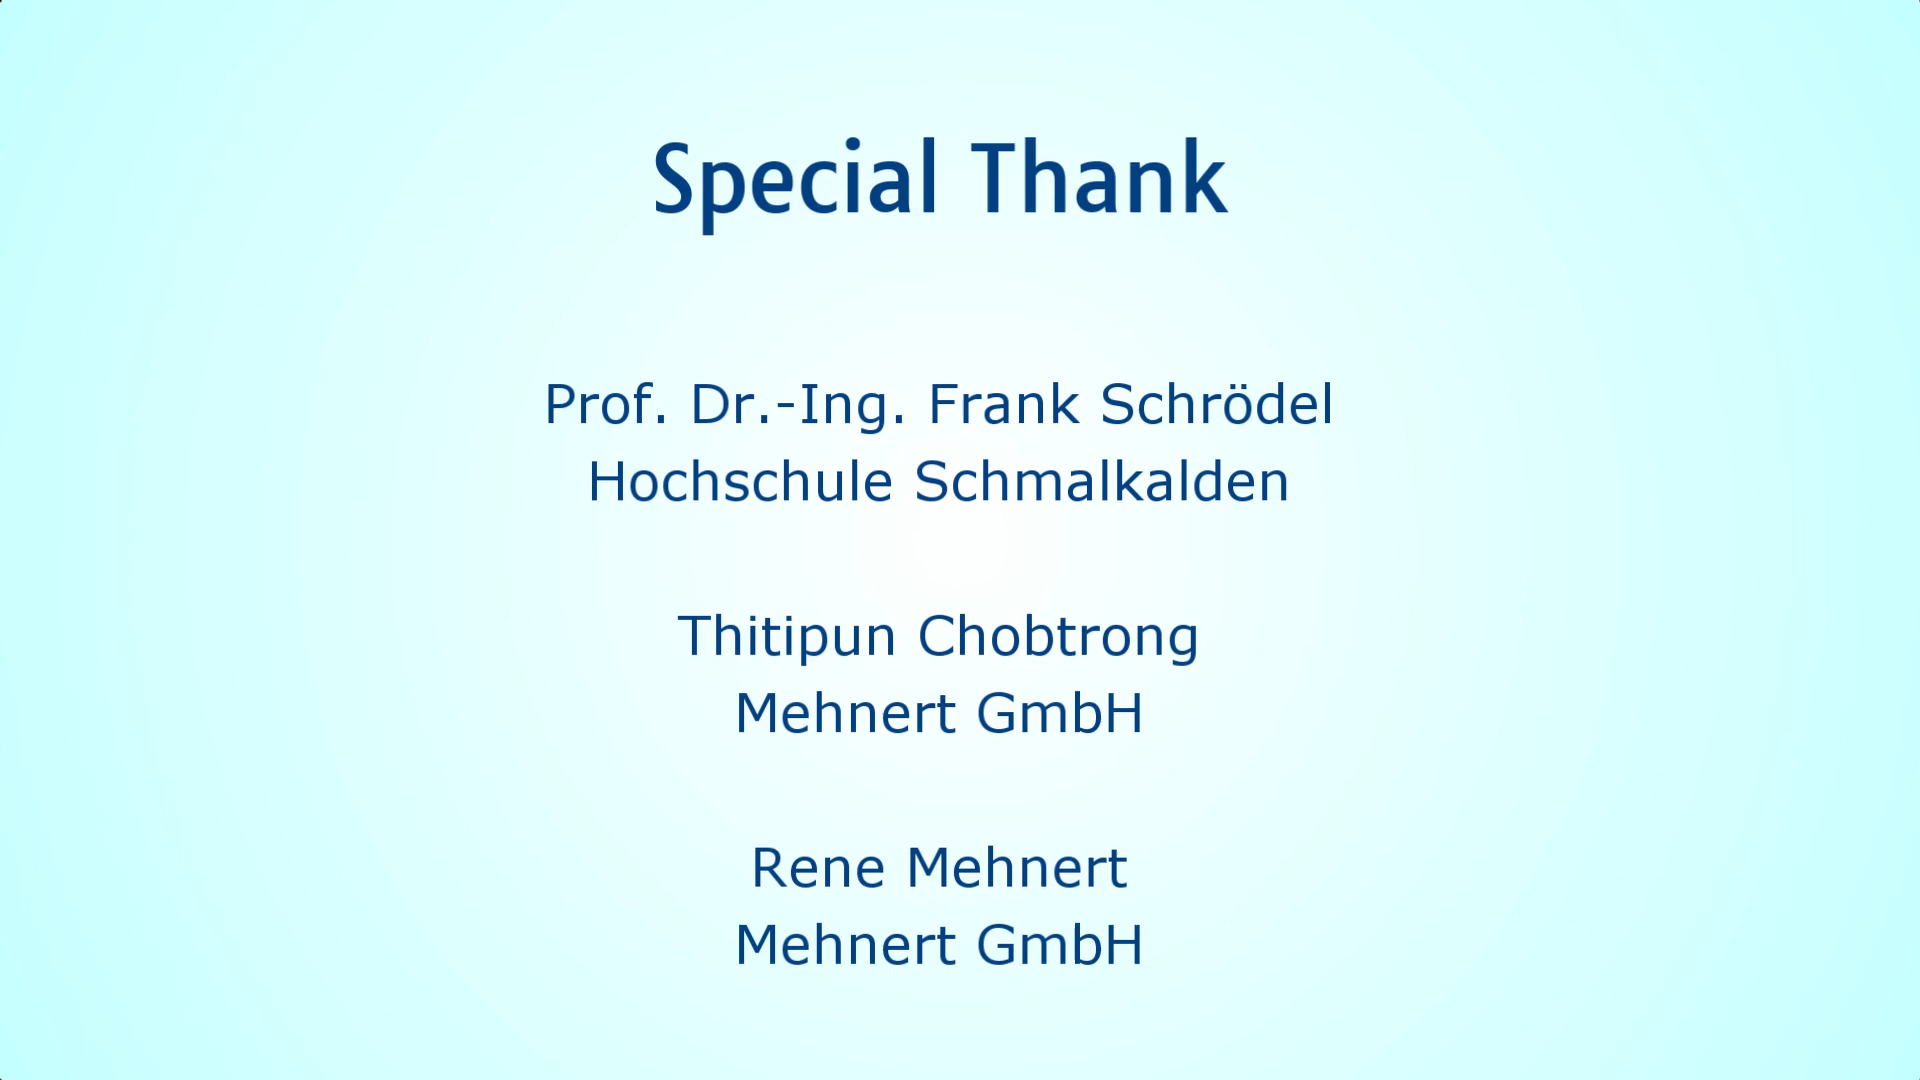 Special Thank
Prof. Dr.-Ing. Frank Schrödel
Hochschule Schmalkalden
Thitipun Chobtrong
Mehnert GmbH
Rene Mehnert
Mehnert GmbH